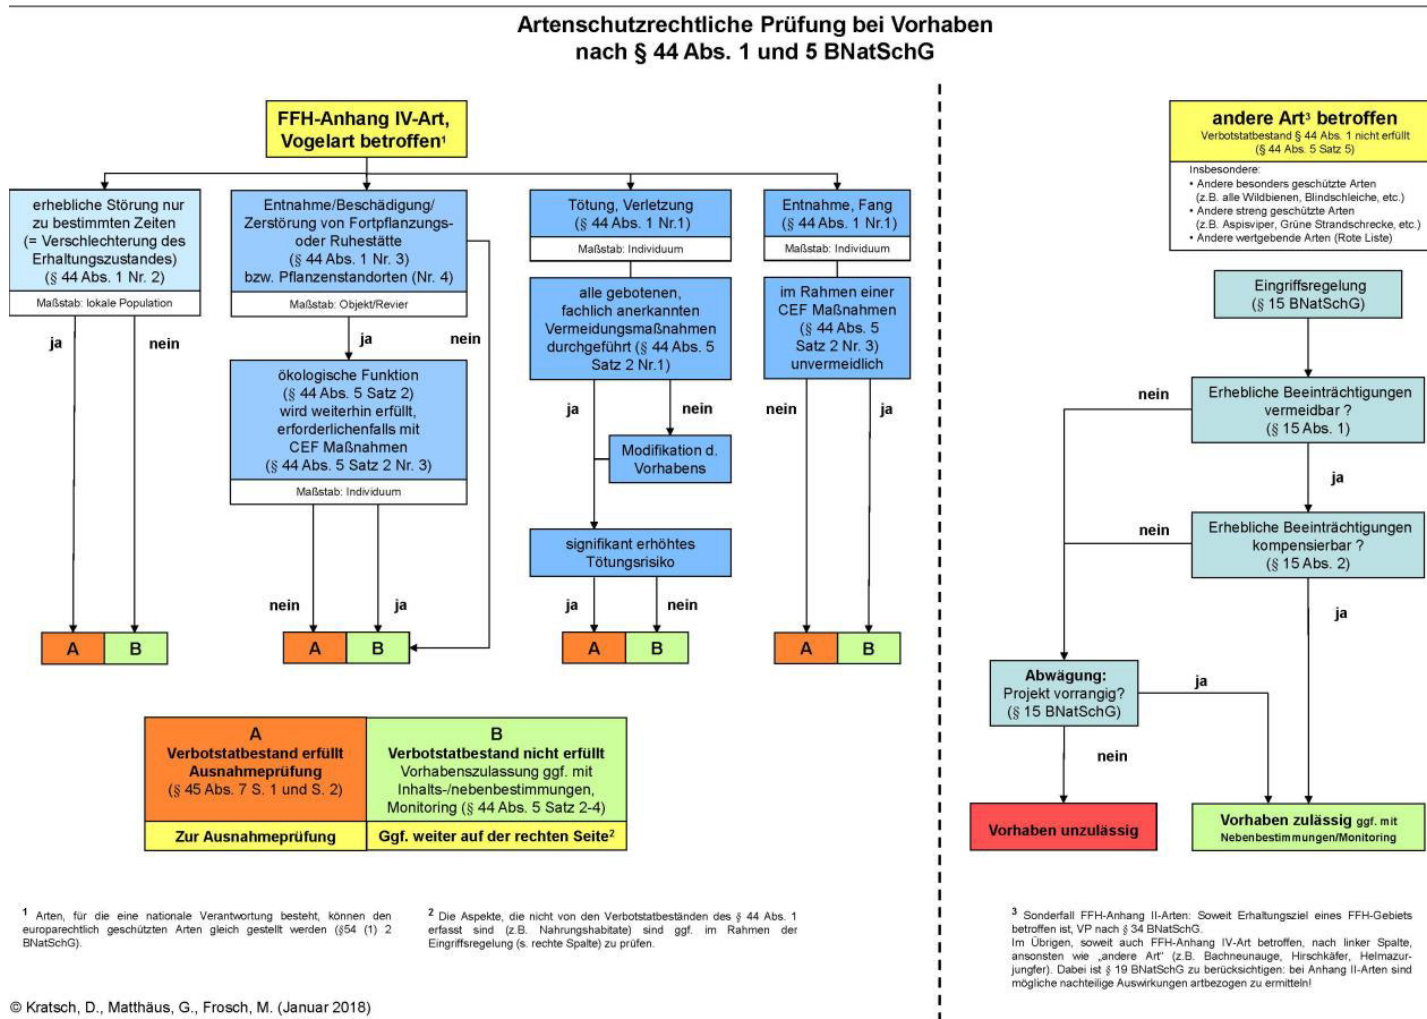 Artenschutzrechtliche Prüfung bei Vorhaben
nach § 44 Abs. 1 und 5 BNatSchG
FFH-Anhang IV-Art,
Vogelart betroffen¹
erhebliche Störung nur
zu bestimmten Zeiten
(= Verschlechterung des
Erhaltungszustandes)
(§ 44 Abs. 1 Nr. 2)
Maßstab: lokale Population
ja
nein
Entnahme/Beschädigung/
Zerstörung von Fortpflanzungs-
oder Ruhestätte
(§ 44 Abs. 1 Nr. 3)
bzw. Pflanzenstandorten (Nr. 4)
Maßstab: Objekt/Revier
ja
nein
ökologische Funktion
(§ 44 Abs. 5 Satz 2)
wird weiterhin erfüllt,
erforderlichenfalls mit
CEF Maßnahmen
(§ 44 Abs. 5 Satz 2 Nr. 3)
Maßstab: Individuum
nein
ja
Tötung, Verletzung
(§ 44 Abs. 1 Nr.1)
Maßstab: Individuum
alle gebotenen,
fachlich anerkannten
Vermeidungsmaßnahmen
durchgeführt (§ 44 Abs. 5
Satz 2 Nr.1)
ja
nein
Modifikation d.
Vorhabens
signifikant erhöhtes
Tötungsrisiko
ja
nein
Entnahme, Fang
(§ 44 Abs. 1 Nr.1)
Maßstab: Individuum
im Rahmen einer
CEF Maßnahmen
(§ 44 Abs. 5
Satz 2 Nr. 3)
unvermeidlich
nein
ja
A B
A B
A B
A B
A
Verbotstatbestand erfüllt
Ausnahmeprüfung
(§ 45 Abs. 7 S. 1 und S. 2)
Zur Ausnahmeprüfung
B
Verbotstatbestand nicht erfüllt
Vorhabenszulassung ggf. mit
Inhalts-/nebenbestimmungen,
Monitoring (§ 44 Abs. 5 Satz 2-4)
Ggf. weiter auf der rechten Seite²
andere Art³ betroffen
Verbotstatbestand § 44 Abs. 1 nicht erfüllt
(§ 44 Abs. 5 Satz 5)
Insbesondere:
• Andere besonders geschützte Arten
(z.B. alle Wildbienen, Blindschleiche, etc.)
• Andere streng geschützte Arten
(z.B. Aspisviper, Grüne Strandschrecke, etc.)
• Andere wertgebende Arten (Rote Liste)
Eingriffsregelung
(§ 15 BNatSchG)
Erhebliche Beeinträchtigungen
vermeidbar ?
(§ 15 Abs. 1)
nein
ja
Erhebliche Beeinträchtigungen
kompensierbar ?
(§ 15 Abs. 2)
nein
ja
Abwägung:
Projekt vorrangig?
(§ 15 BNatSchG)
ja
nein
Vorhaben unzulässig
Vorhaben zulässig ggf. mit
Nebenbestimmungen/Monitoring
¹ Arten, für die eine nationale Verantwortung besteht, können den
europarechtlich geschützten Arten gleich gestellt werden (§54 (1) 2
BNatSchG).
² Die Aspekte, die nicht von den Verbotstatbeständen des § 44 Abs. 1
erfasst sind (z.B. Nahrungshabitate) sind ggf. im Rahmen der
Eingriffsregelung (s. rechte Spalte) zu prüfen.
³ Sonderfall FFH-Anhang II-Arten: Soweit Erhaltungsziel eines FFH-Gebiets
betroffen ist, VP nach § 34 BNatSchG.
Im Übrigen, soweit auch FFH-Anhang IV-Art betroffen, nach linker Spalte,
ansonsten wie „andere Art“ (z.B. Bachneunauge, Hirschkäfer, Helmazur-
jungfer). Dabei ist § 19 BNatSchG zu berücksichtigen: bei Anhang II-Arten sind
mögliche nachteilige Auswirkungen artbezogen zu ermitteln!
© Kratsch, D., Matthäus, G., Frosch, M. (Januar 2018)